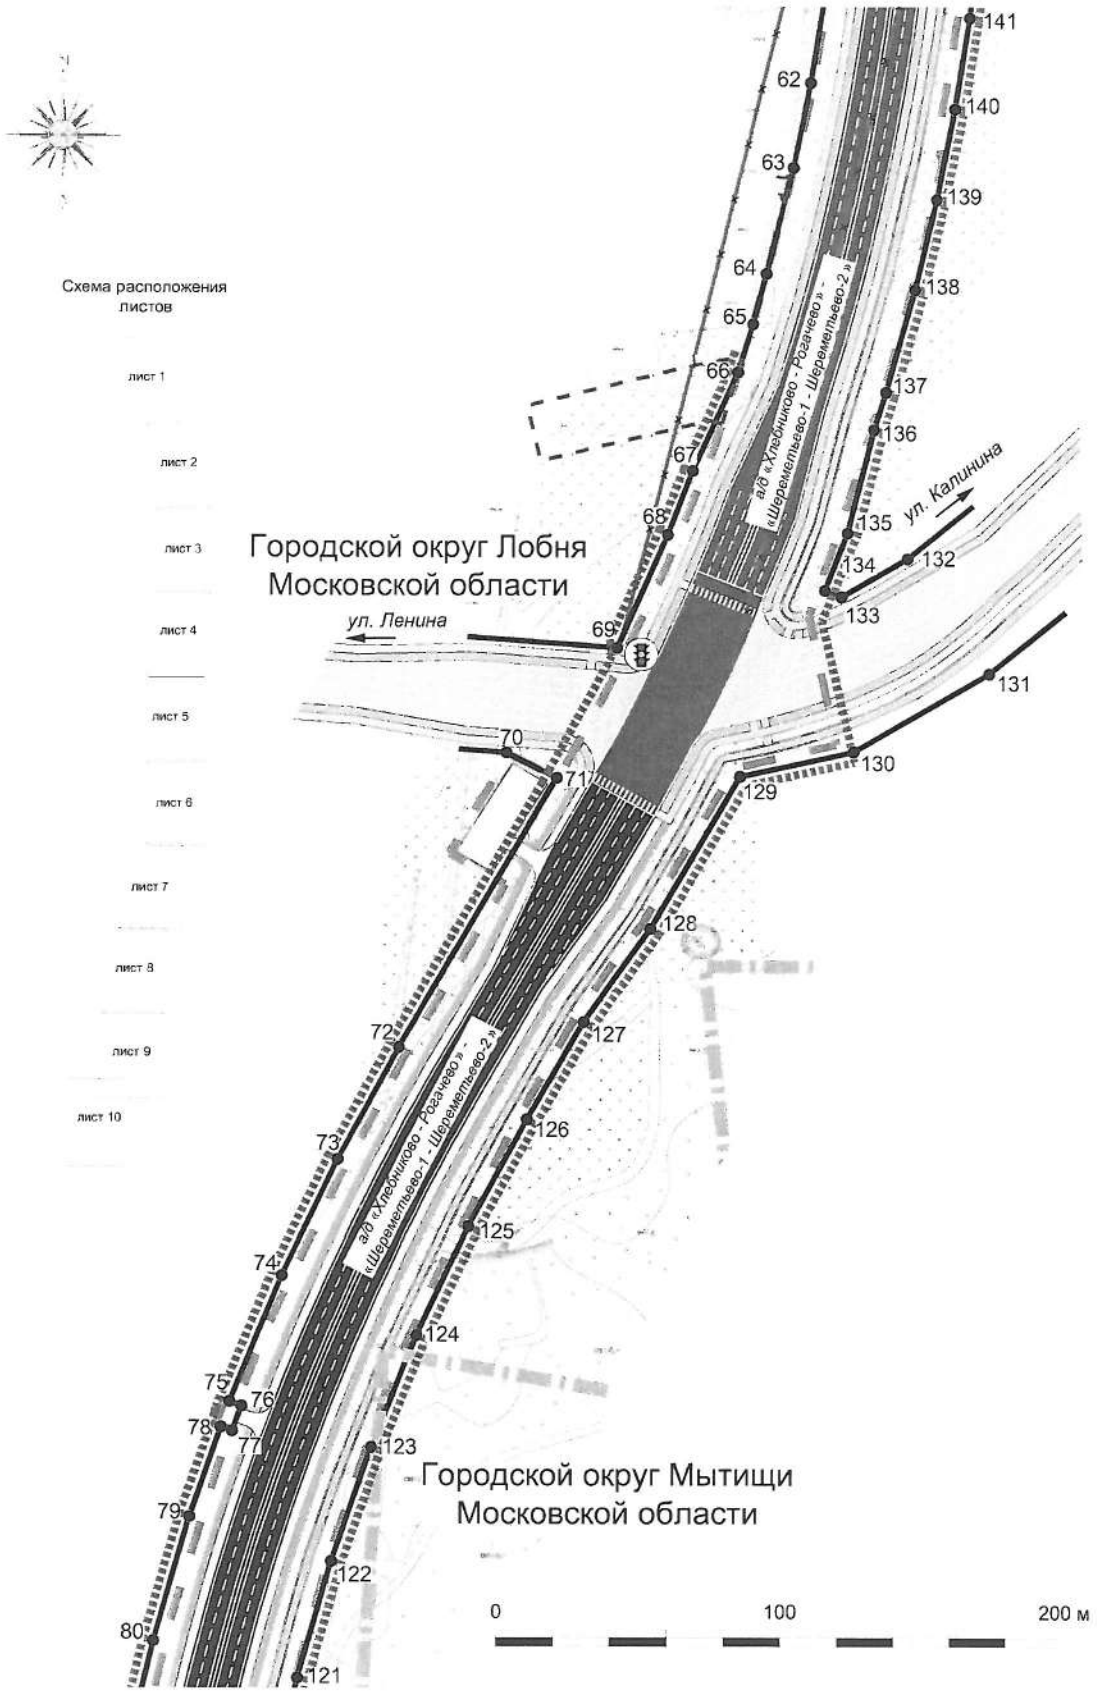 141
62
140
63
139
64
138
65
66
137
136
67
68
135
134
132
133
69
131
70
71
130
129
128
72
127
126
73
125
74
124
75
76
78
77
123
79
122
80
121
Схема расположения
листов
лист 1
лист 2
лист 3
лист 4
лист 5
лист 6
лист 7
лист 8
лист 9
лист 10
а/д «Хлебниково - Рогачево» -
«Шереметьево-1 - Шереметьево-2»
ул. Калинина
Городской округ Лобня
Московской области
ул. Ленина
а/д «Хлебниково - Рогачево» -
«Шереметьево-1 - Шереметьево-2»
Городской округ Мытищи
Московской области
0 100 200 м